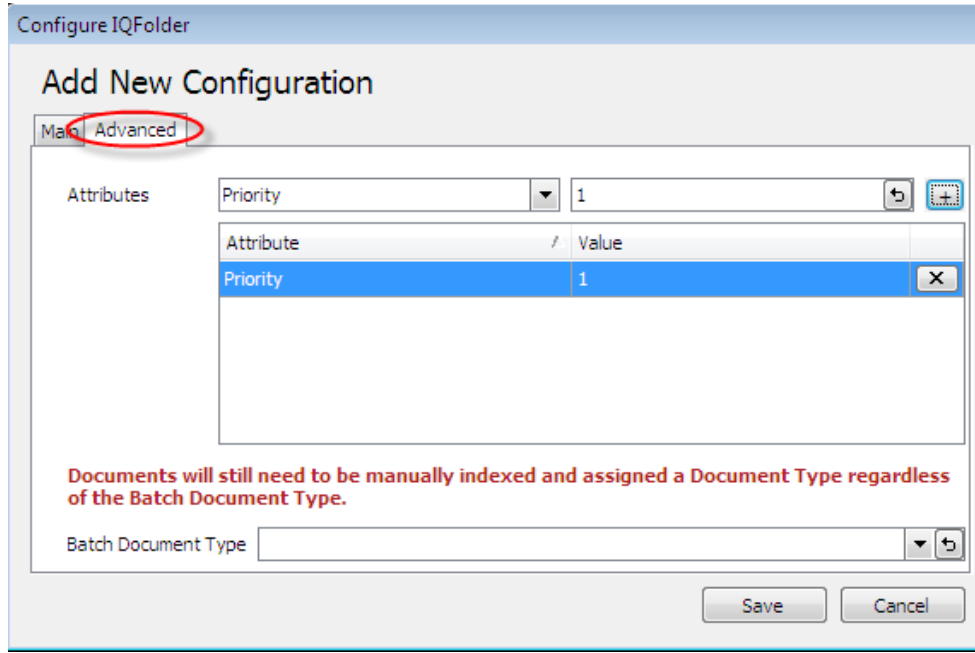 Configure IQFolder
Add New Configuration
Main Advanced
Attributes Priority 1 +
Attribute Value
Priority 1 X
Documents will still need to be manually indexed and assigned a Document Type regardless
of the Batch Document Type.
Batch Document Type
Save Cancel